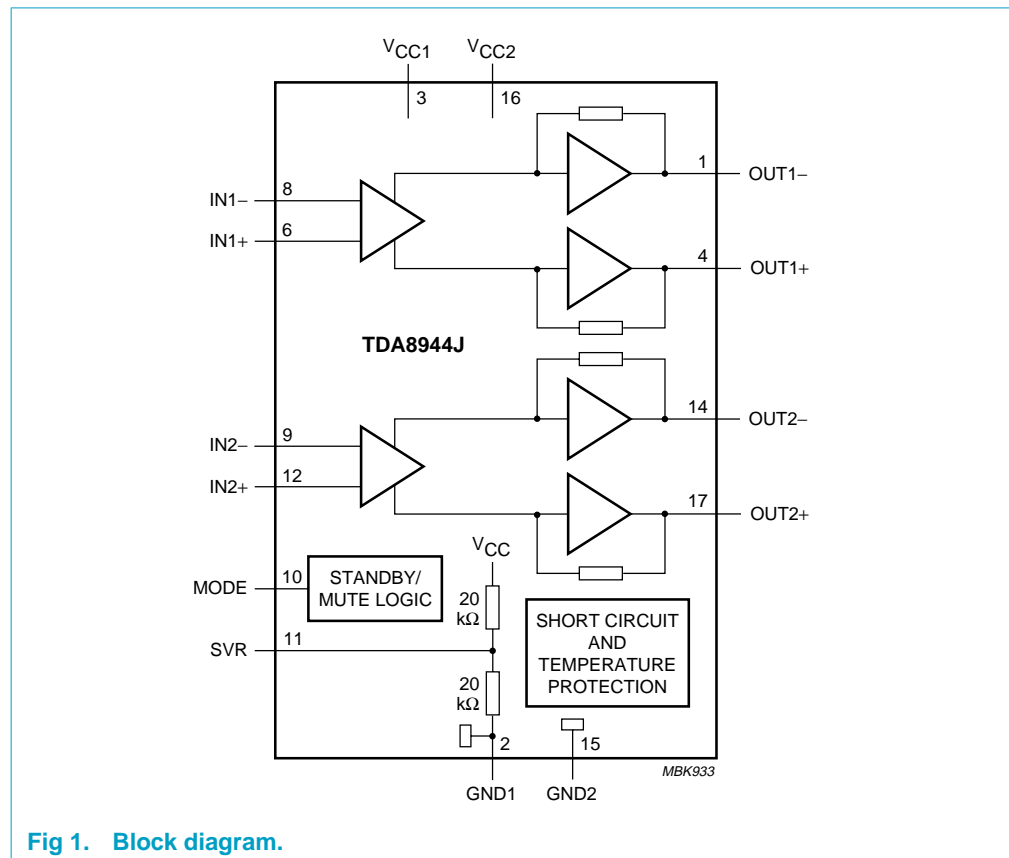 VCC1 VCC2
3 16
1 OUT1−
IN1− 8
IN1+ 6
4 OUT1+
TDA8944J
14 OUT2−
IN2− 9
IN2+ 12
17 OUT2+
VCC
MODE 10
STANDBY/
MUTE LOGIC
20
kΩ
SHORT CIRCUIT
AND
TEMPERATURE
PROTECTION
SVR 11
20
kΩ
2 15
MBK933
GND1 GND2
Fig 1. Block diagram.